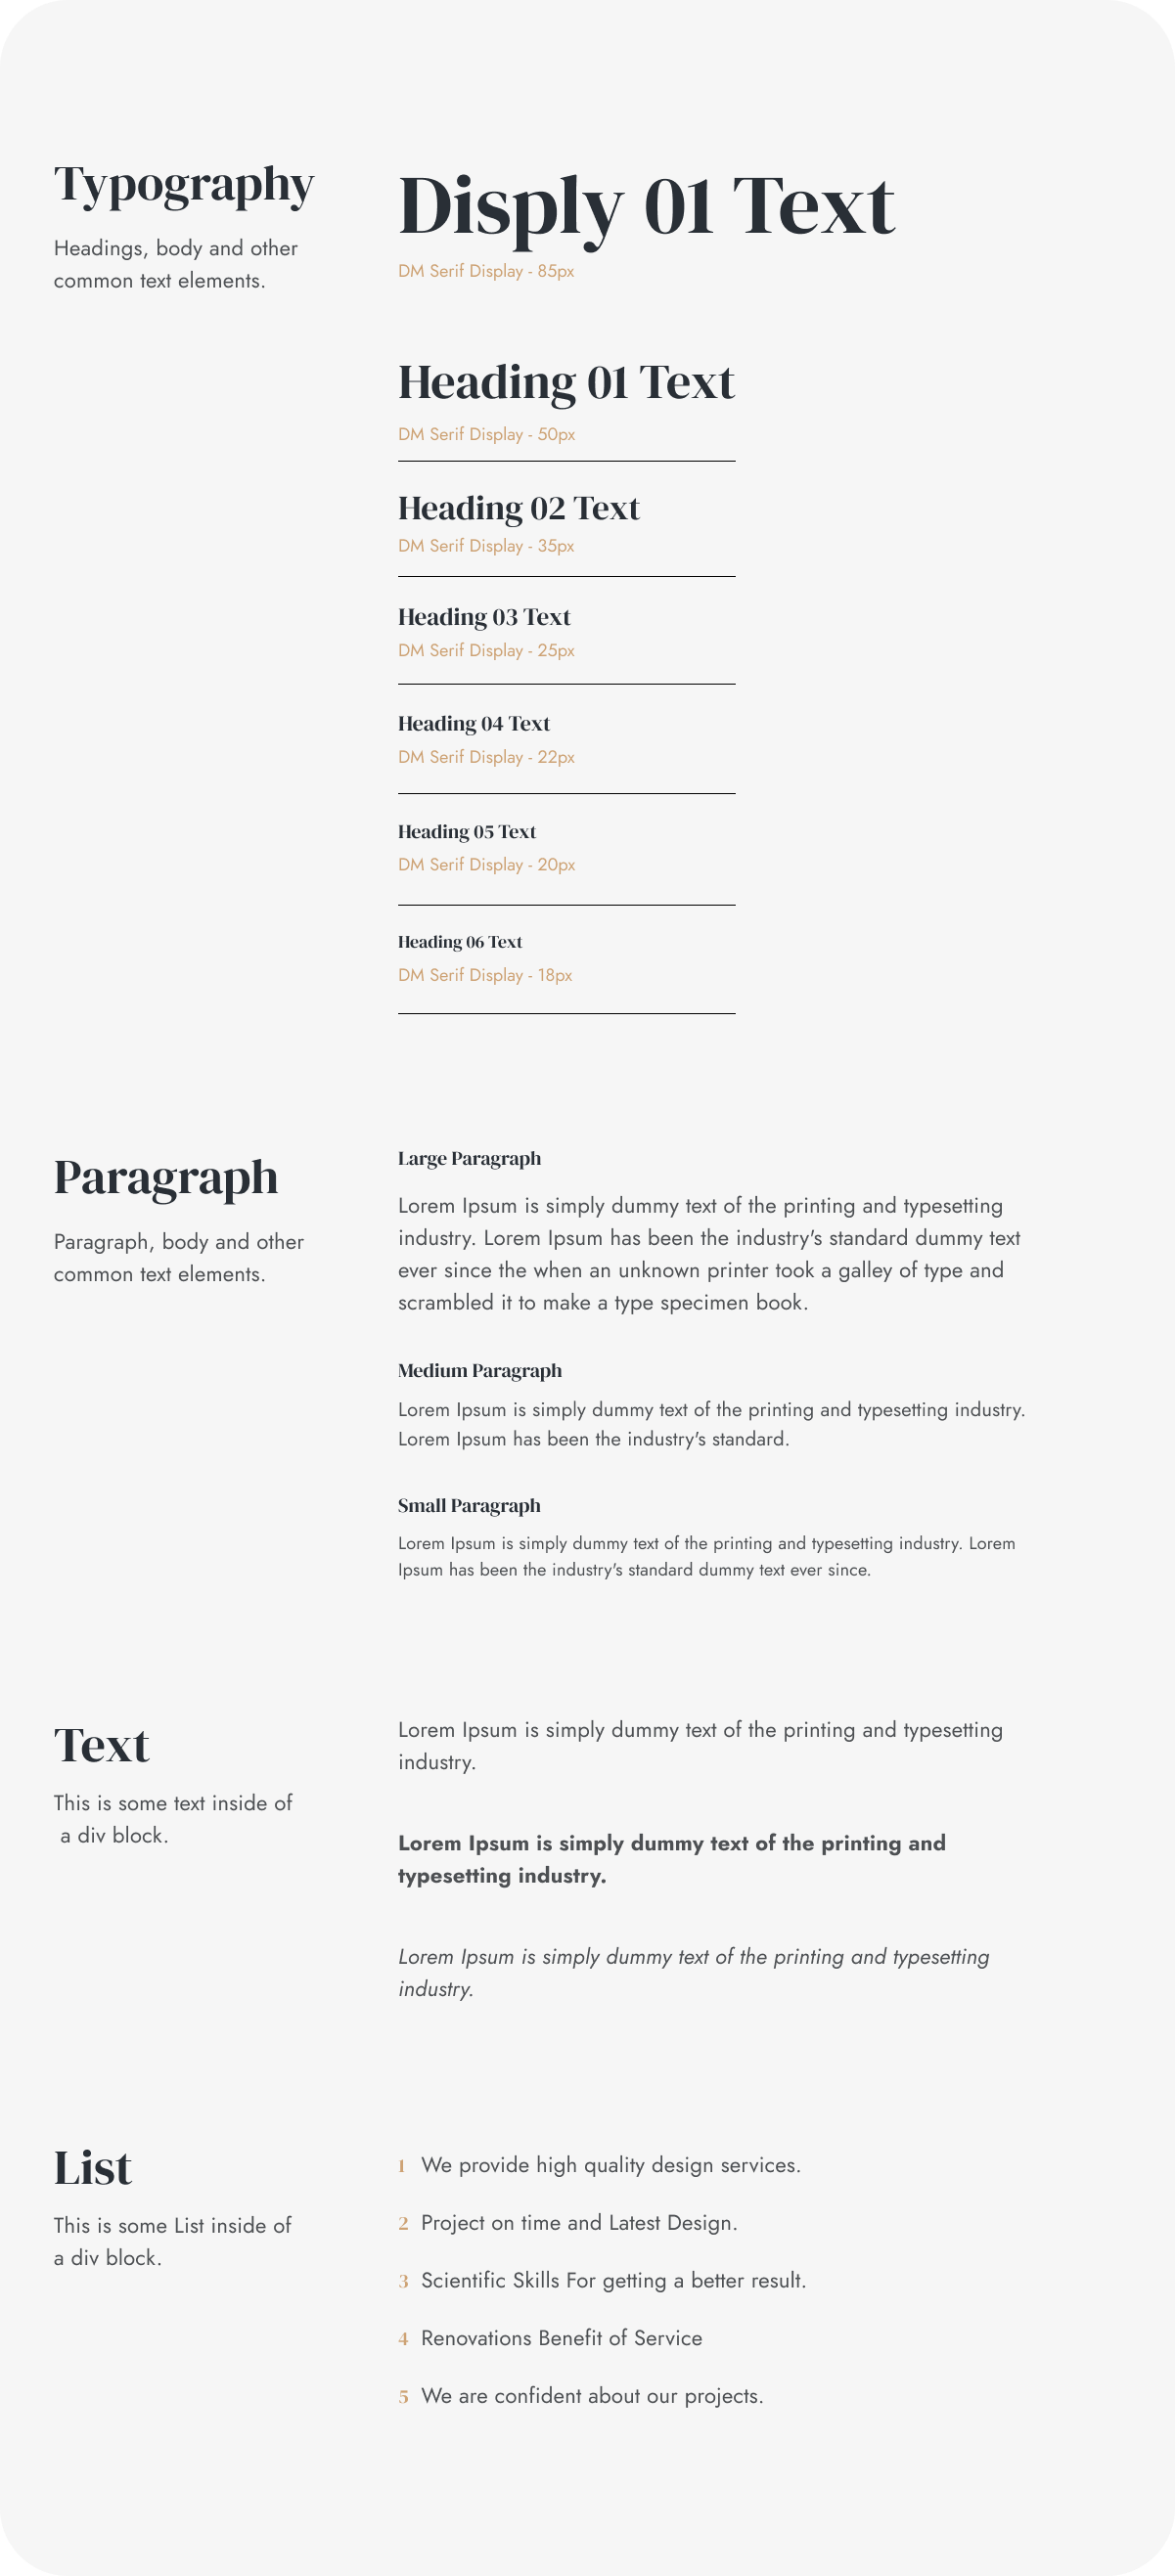 Typography
Headings, body and other
common text elements.
Disply 01 Text
DM Serif Display - 85px
Heading 01 Text
DM Serif Display - 50px
Heading 02 Text
DM Serif Display - 35px
Heading 03 Text
DM Serif Display - 25px
Heading 04 Text
DM Serif Display - 22px
Heading 05 Text
DM Serif Display - 20px
Heading 06 Text
DM Serif Display - 18px
Paragraph
Paragraph, body and other
common text elements.
Large Paragraph
Lorem Ipsum is simply dummy text of the printing and typesetting
industry. Lorem Ipsum has been the industry's standard dummy text
ever since the when an unknown printer took a galley of type and
scrambled it to make a type specimen book.
Medium Paragraph
Lorem Ipsum is simply dummy text of the printing and typesetting industry.
Lorem Ipsum has been the industry's standard.
Small Paragraph
Lorem Ipsum is simply dummy text of the printing and typesetting industry. Lorem
Ipsum has been the industry's standard dummy text ever since.
Text
This is some text inside of
a div block.
Lorem Ipsum is simply dummy text of the printing and typesetting
industry.
Lorem Ipsum is simply dummy text of the printing and
typesetting industry.
Lorem Ipsum is simply dummy text of the printing and typesetting
industry.
List
This is some List inside of
a div block.
1 We provide high quality design services.
2 Project on time and Latest Design.
3 Scientific Skills For getting a better result.
4 Renovations Benefit of Service
5 We are confident about our projects.